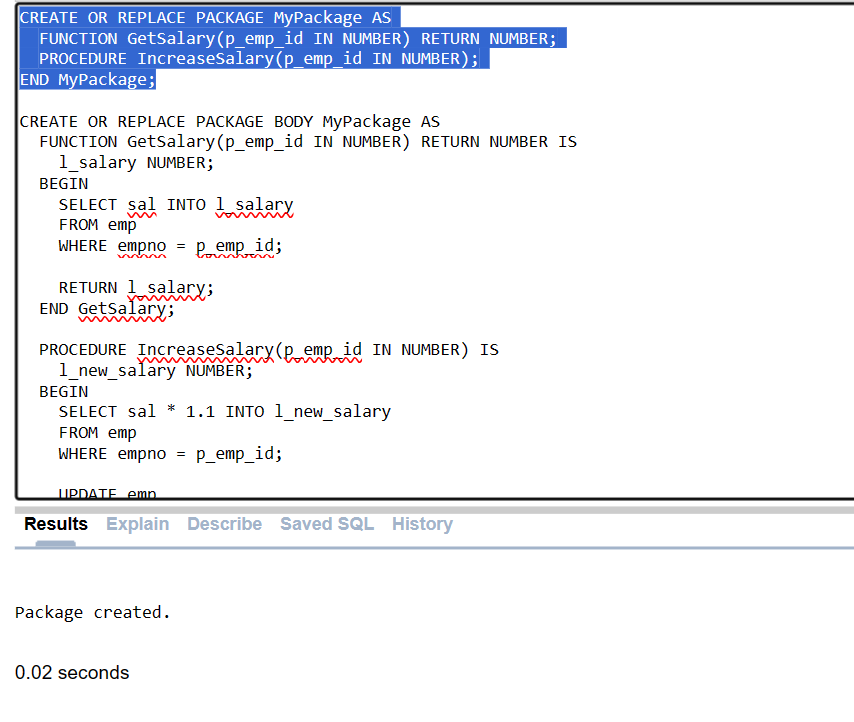 CREATE OR REPLACE PACKAGE MyPackage AS
FUNCTION GetSalary(p_emp_id IN NUMBER) RETURN NUMBER;
PROCEDURE IncreaseSalary(p_emp_id IN NUMBER);
END MyPackage;
CREATE OR REPLACE PACKAGE BODY MyPackage AS
FUNCTION GetSalary(p_emp_id IN NUMBER) RETURN NUMBER IS
l_salary NUMBER;
BEGIN
SELECT sal INTO l_salary
FROM emp
WHERE empno = p_emp_id;
RETURN l_salary;
END GetSalary;
PROCEDURE IncreaseSalary(p_emp_id IN NUMBER) IS
l_new_salary NUMBER;
BEGIN
SELECT sal * 1.1 INTO l_new_salary
FROM emp
WHERE empno = p_emp_id;
UPDATE emp
Results Explain Describe Saved SQL History
Package created.
0.02 seconds